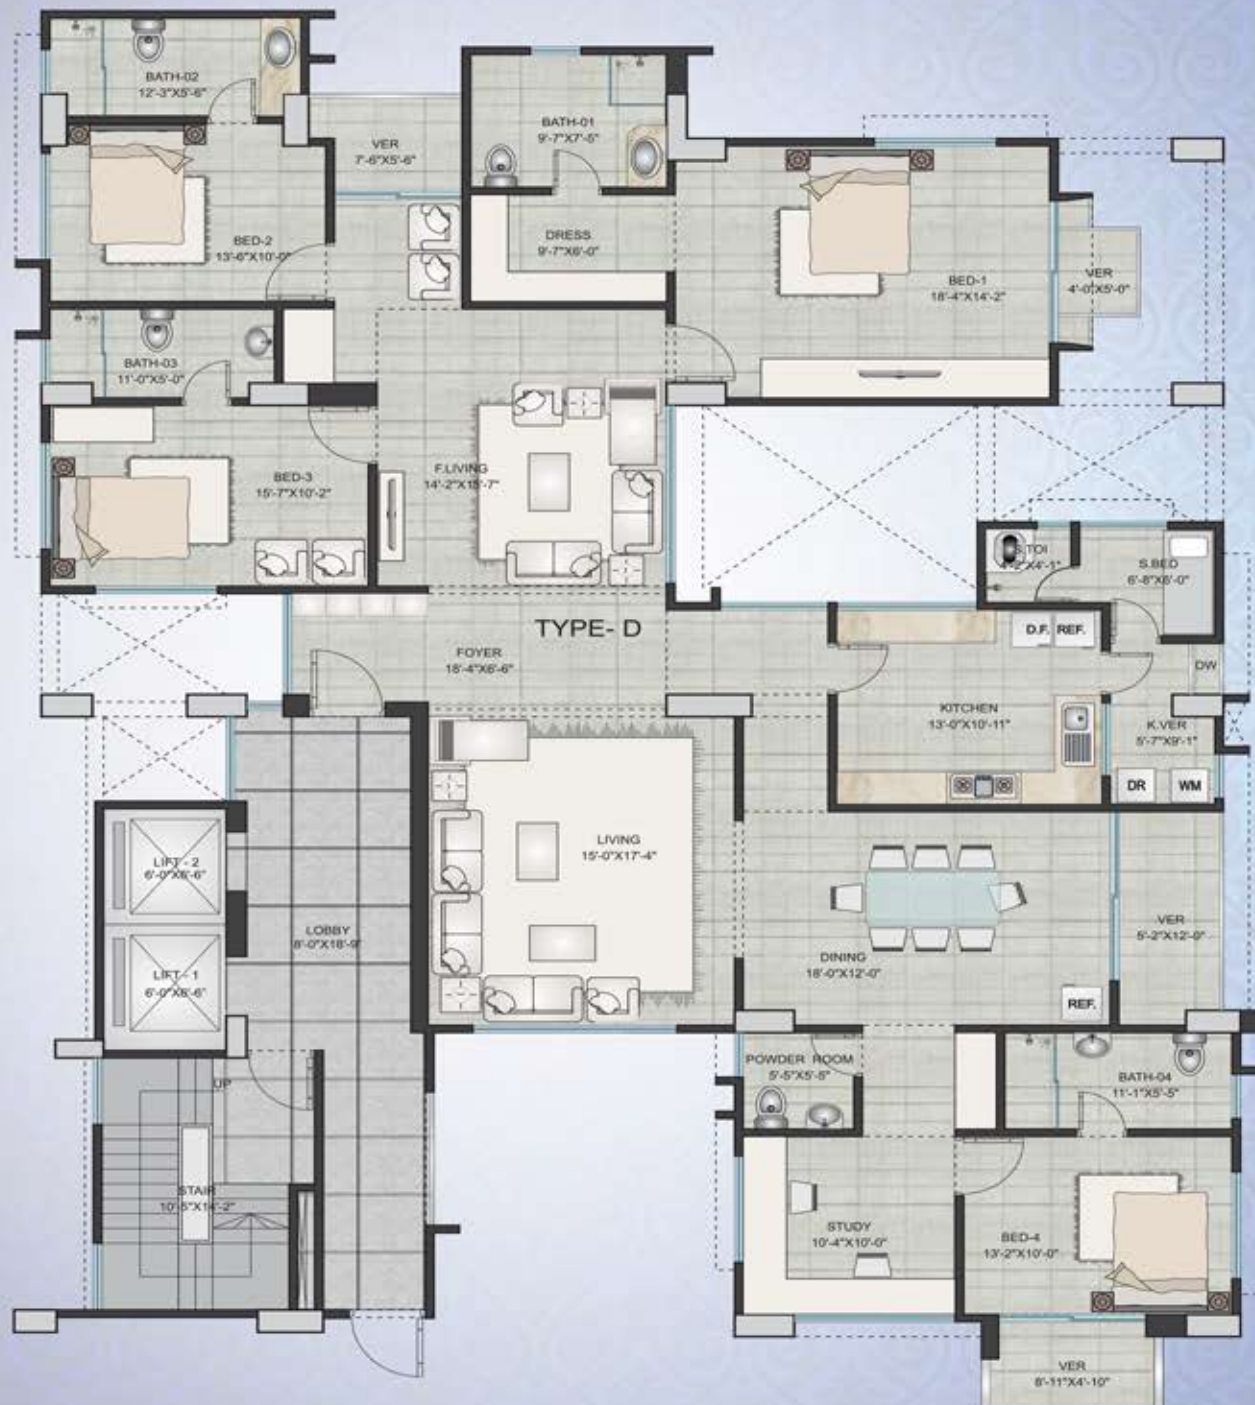 BATH-02
12'-3"X5'-6"
VER
7'-6"X5'-6"
BATH-01
9'-7"X7'-5"
BED-2
13'-6"X10'-0"
DRESS
9'-7"X6'-0"
BED-1
18'-4"X14'-2"
VER
4'-0"X5'-0"
BATH-03
11'-0"X5'-0"
BED-3
15'-7"X10'-2"
F.LIVING
14'-2"X15'-7"
S.TOI
S.BED
6'-8"X6'-0"
TYPE- D
D.F.
REF.
FOYER
18'-4"X6'-6"
DW
KITCHEN
13'-0"X10'-11"
K.VER
5'-7"X9'-1"
DR
WM
LIVING
15'-0"X17'-4"
LIFT - 2
6'-0"X6'-6"
LOBBY
8'-0"X18'-9"
VER
5'-2"X12'-0"
DINING
18'-0"X12'-0"
LIFT - 1
6'-0"X6'-6"
REF.
POWDER ROOM
5'-5"X5'-5"
BATH-04
11'-1"X5'-5"
UP
STAIR
10'-5"X14'-2"
STUDY
10'-4"X10'-0"
BED-4
13'-2"X10'-0"
VER
8'-11"X4'-10"